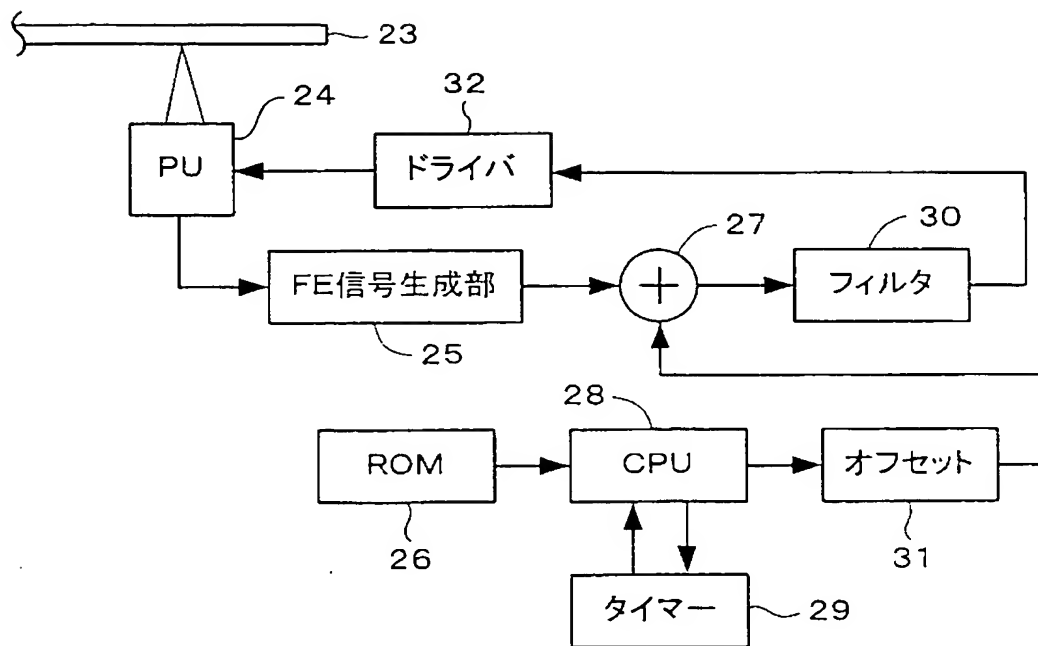 23
24
32
PU
ドライバ
27
30
FE信号生成部
+
フィルタ
25
28
ROM
CPU
オフセット
26
31
タイマー
29